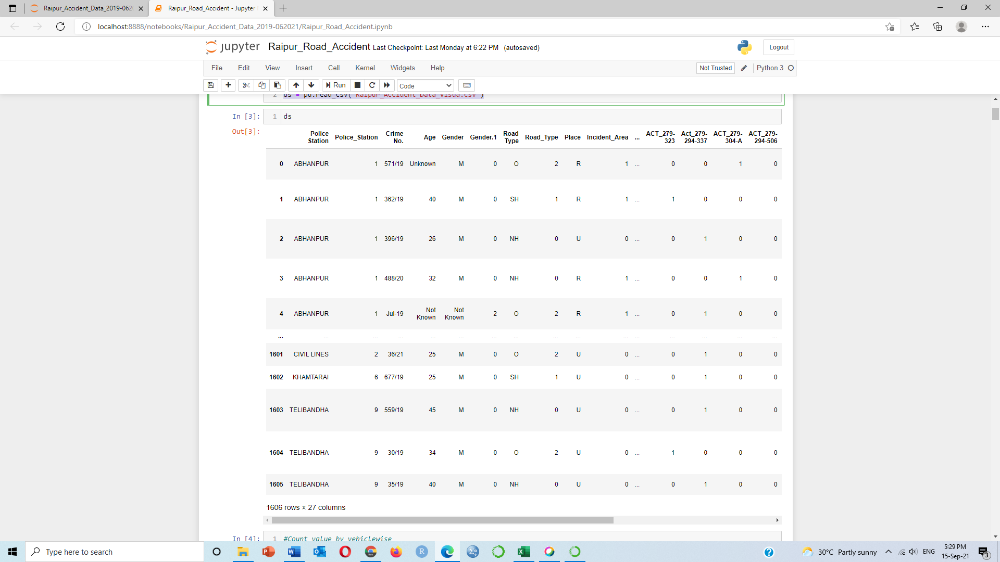 Raipur_Accident_Data_2019-062
Raipur_Road_Accident - Jupyter
localhost:8888/notebooks/Raipur_Accident_Data_2019-062021/Raipur_Road_Accident.ipynb
jupyter Raipur_Road_Accident Last Checkpoint: Last Monday at 6:22 PM (autosaved)
Logout
File Edit View Insert Cell Kernel Widgets Help
Not Trusted Python 3
Run Code
2 ds = pd.read_csv("Raipur_Accident_Data_Visua.csv")
In [3]: 1 ds
Out[3]:
Police Station Police_Station Crime No. Age Gender Gender.1 Road Type Road_Type Place Incident_Area ... ACT_279-323 Act_279-294-337 ACT_279-304-A ACT_279-294-506
0 ABHANPUR 1 571/19 Unknown M 0 O 2 R 1 ... 0 0 1 0
1 ABHANPUR 1 362/19 40 M 0 SH 1 R 1 ... 1 0 0 0
2 ABHANPUR 1 396/19 26 M 0 NH 0 U 0 ... 0 1 0 0
3 ABHANPUR 1 488/20 32 M 0 NH 0 R 1 ... 0 0 1 0
4 ABHANPUR 1 Jul-19 Not Known Not Known 2 O 2 R 1 ... 0 1 0 0
... ... ... ... ... ... ... ... ... ... ... ... ... ... ... ...
1601 CIVIL LINES 2 36/21 25 M 0 O 2 U 0 ... 0 1 0 0
1602 KHAMTARAI 6 677/19 25 M 0 SH 1 U 0 ... 0 1 0 0
1603 TELIBANDHA 9 559/19 45 M 0 NH 0 U 0 ... 0 1 0 0
1604 TELIBANDHA 9 30/19 34 M 0 O 2 U 0 ... 1 0 0 0
1605 TELIBANDHA 9 35/19 40 M 0 NH 0 U 0 ... 0 1 0 0
1606 rows × 27 columns
In [4]: 1 #Count value by vehiclewise
Type here to search
30°C Partly sunny
ENG
5:29 PM
15-Sep-21
3